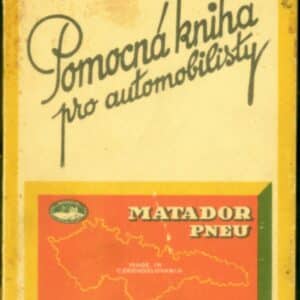 Pomocná kniha
pro automobilisty
MATADOR
PNEU
MADE IN
CZECHOSLOVAKIA